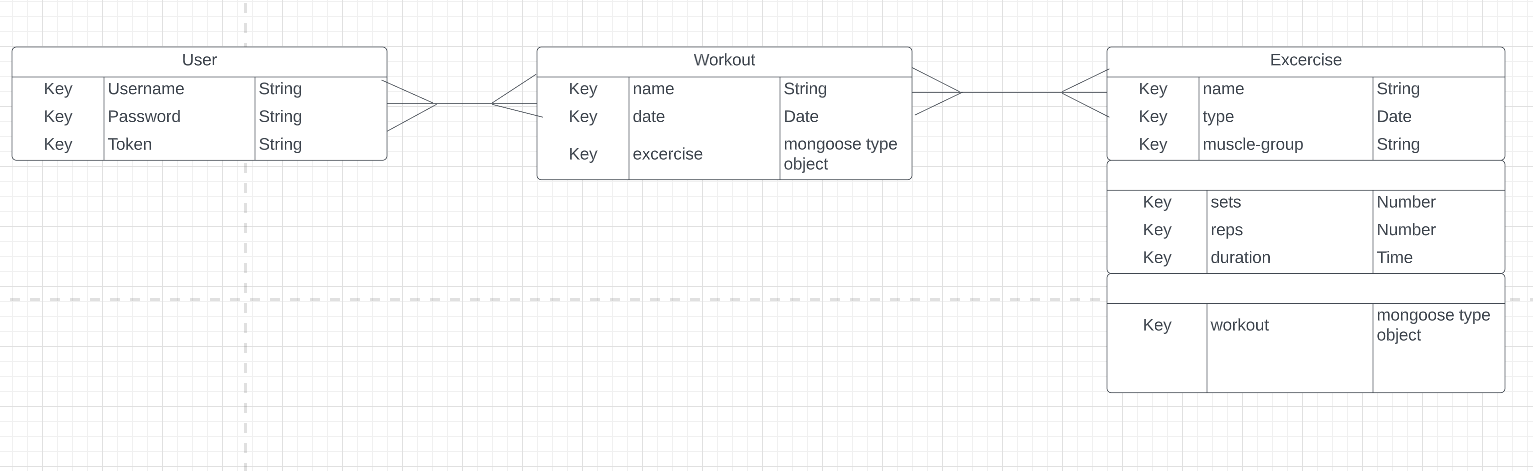 User
Key Username String
Key Password String
Key Token String
Workout
Key name String
Key date Date
Key excercise mongoose type
object
Excercise
Key name String
Key type Date
Key muscle-group String
Key sets Number
Key reps Number
Key duration Time
Key workout mongoose type
object